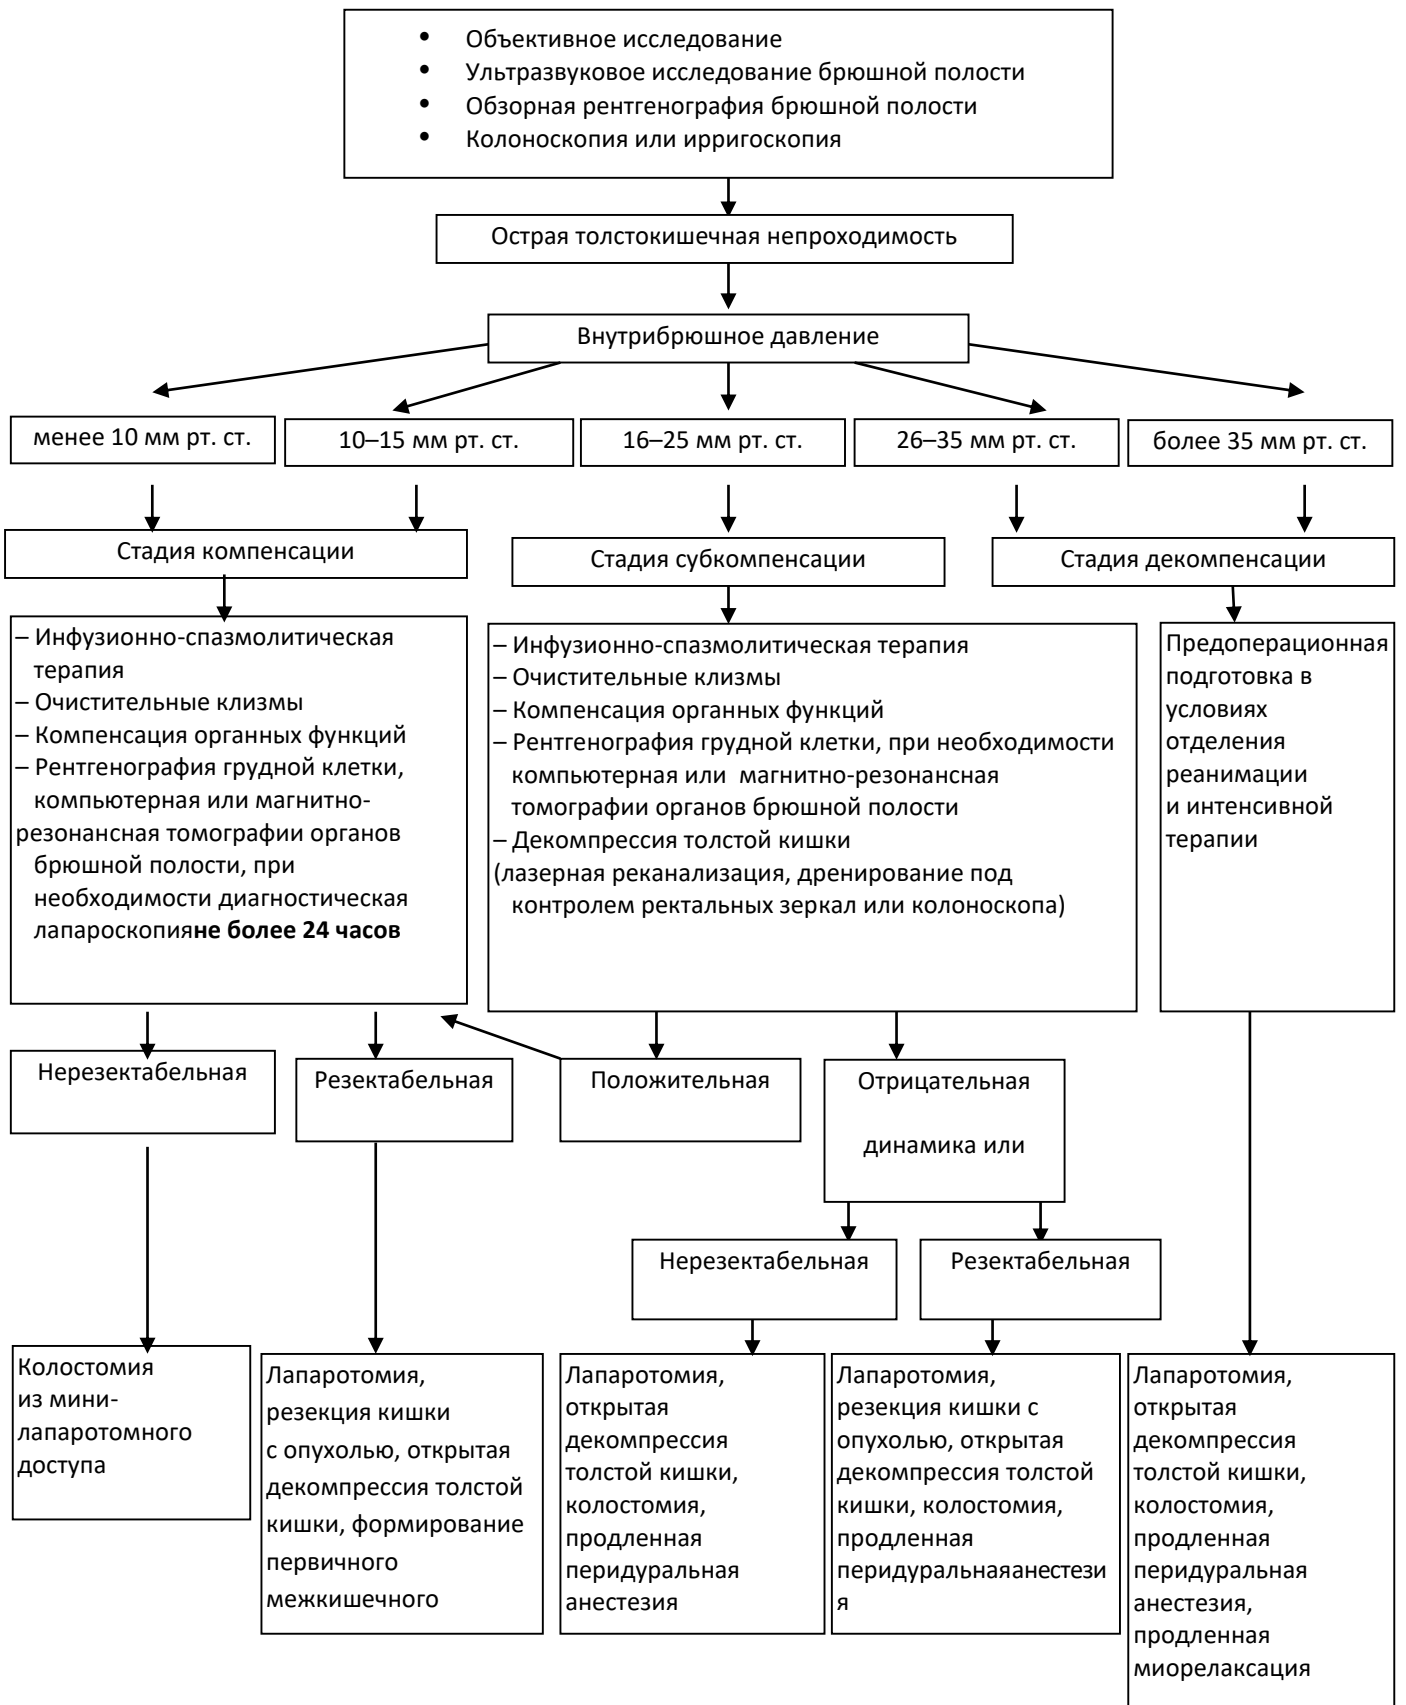 • Объективное исследование
• Ультразвуковое исследование брюшной полости
• Обзорная рентгенография брюшной полости
• Колоноскопия или ирригоскопия
Острая толстокишечная непроходимость
Внутрибрюшное давление
менее 10 мм рт. ст.
10–15 мм рт. ст.
16–25 мм рт. ст.
26–35 мм рт. ст.
более 35 мм рт. ст.
Стадия компенсации
Стадия субкомпенсации
Стадия декомпенсации
– Инфузионно-спазмолитическая
терапия
– Очистительные клизмы
– Компенсация органных функций
– Рентгенография грудной клетки,
компьютерная или магнитно-
резонансная томографии органов
брюшной полости, при
необходимости диагностическая
лапароскопияне более 24 часов
– Инфузионно-спазмолитическая терапия
– Очистительные клизмы
– Компенсация органных функций
– Рентгенография грудной клетки, при необходимости
компьютерная или магнитно-резонансная
томографии органов брюшной полости
– Декомпрессия толстой кишки
(лазерная реканализация, дренирование под
контролем ректальных зеркал или колоноскопа)
Предоперационная
подготовка в
условиях
отделения
реанимации
и интенсивной
терапии
Нерезектабельная
Резектабельная
Положительная
Отрицательная
динамика или
Нерезектабельная
Резектабельная
Колостомия
из мини-
лапаротомного
доступа
Лапаротомия,
резекция кишки
с опухолью, открытая
декомпрессия толстой
кишки, формирование
первичного
межкишечного
Лапаротомия,
открытая
декомпрессия
толстой кишки,
колостомия,
продленная
перидуральная
анестезия
Лапаротомия,
резекция кишки с
опухолью, открытая
декомпрессия толстой
кишки, колостомия,
продленная
перидуральнаяанестези
я
Лапаротомия,
открытая
декомпрессия
толстой кишки,
колостомия,
продленная
перидуральная
анестезия,
продленная
миорелаксация